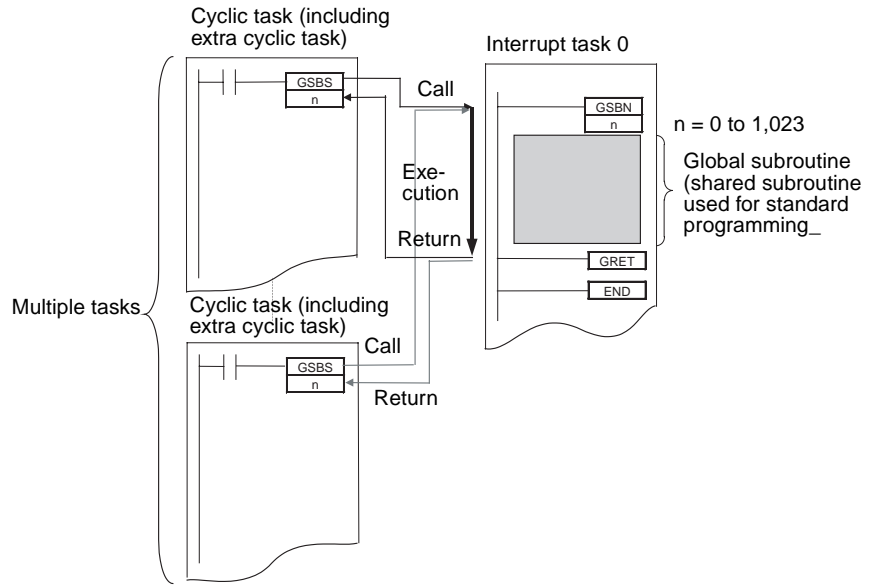 Cyclic task (including
extra cyclic task)
GSBS
n
Call
Exe-
cution
Return
Interrupt task 0
GSBN
n
n = 0 to 1,023
Global subroutine
(shared subroutine
used for standard
programming_
GRET
END
Multiple tasks
Cyclic task (including
extra cyclic task)
GSBS
n
Call
Return